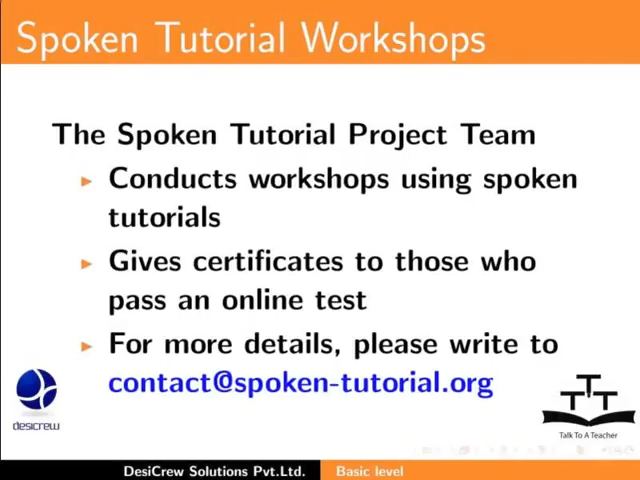 Spoken Tutorial Workshops
The Spoken Tutorial Project Team
Conducts workshops using spoken
tutorials
Gives certificates to those who
pass an online test
For more details, please write to
contact@spoken-tutorial.org
desicrew
TTT
Talk To A Teacher
DesiCrew Solutions Pvt.Ltd.
Basic level